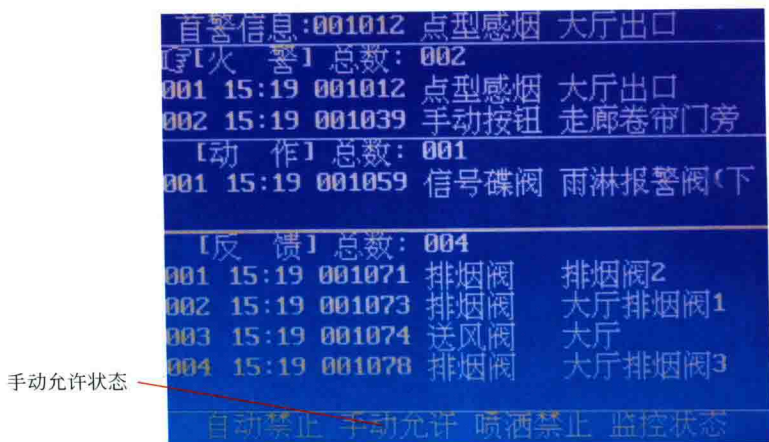 首警信息:001012 点型感烟 大厅出口
☞[火 警] 总数: 002
001 15:19 001012 点型感烟 大厅出口
002 15:19 001039 手动按钮 走廊卷帘门旁
[动 作] 总数: 001
001 15:19 001059 信号碟阀 雨淋报警阀(下
[反 馈] 总数: 004
001 15:19 001071 排烟阀 排烟阀2
002 15:19 001073 排烟阀 大厅排烟阀1
003 15:19 001074 送风阀 大厅
004 15:19 001078 排烟阀 大厅排烟阀3
手动允许状态
自动禁止 手动允许 喷洒禁止 监控状态